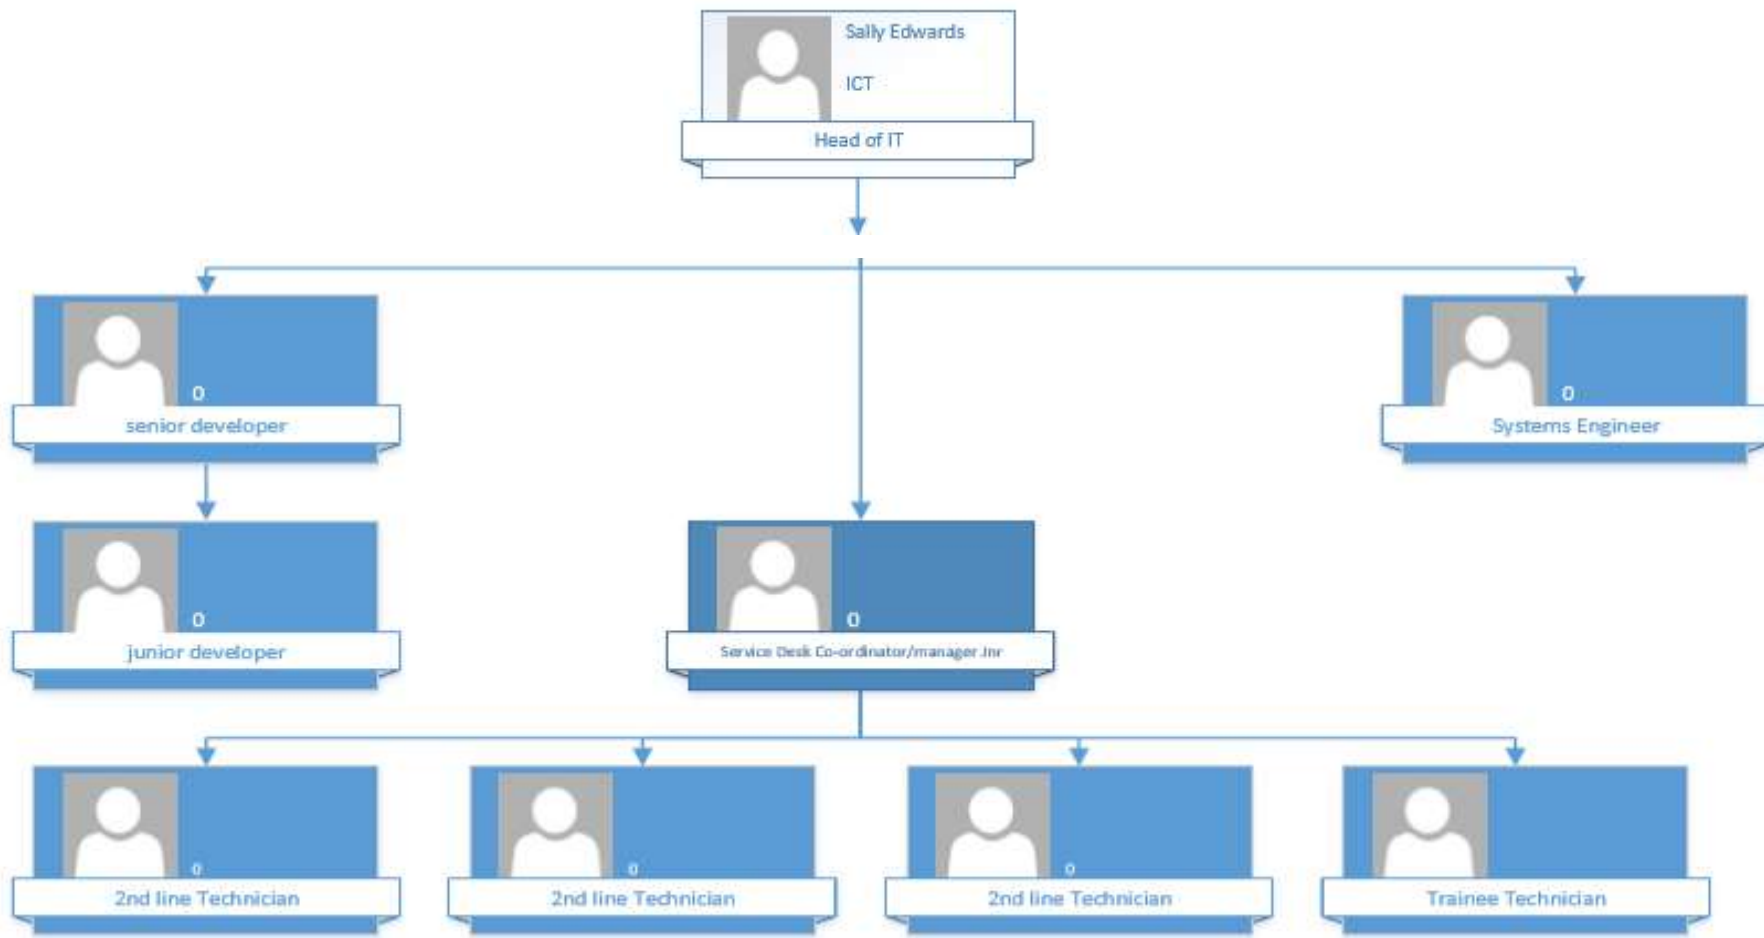 Sally Edwards
ICT
Head of IT
0
senior developer
0
Systems Engineer
0
junior developer
0
Service Desk Co-ordinator/manager Jnr
0
2nd line Technician
0
2nd line Technician
0
2nd line Technician
Trainee Technician